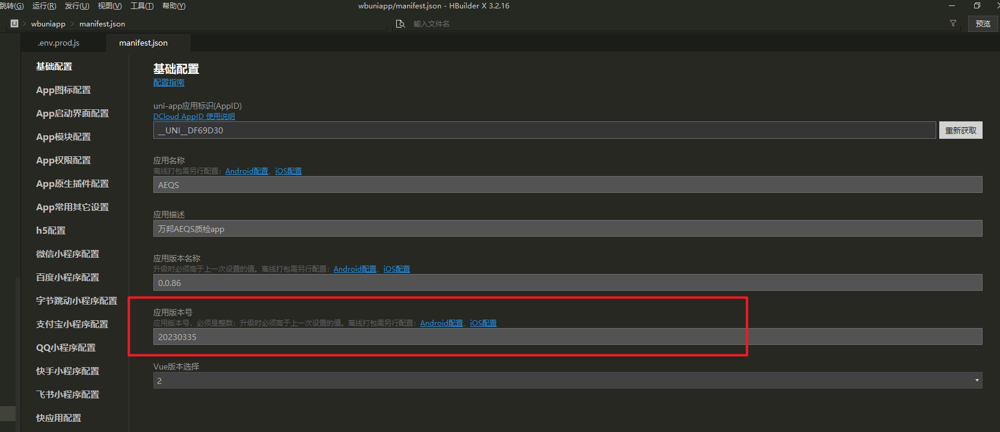 跳转(G) 运行(R) 发行(U) 视图(V) 工具(T) 帮助(Y) wbuniapp/manifest.json - HBuilder X 3.2.16
U wbuniapp manifest.json 输入文件名 预览
.env.prod.js manifest.json
基础配置
App图标配置
App启动界面配置
App模块配置
App权限配置
App原生插件配置
App常用其它设置
h5配置
微信小程序配置
百度小程序配置
字节跳动小程序配置
支付宝小程序配置
QQ小程序配置
快手小程序配置
飞书小程序配置
快应用配置
基础配置
配置指南
uni-app应用标识(AppID)
DCloud AppID 使用说明
__UNI__DF69D30 重新获取
应用名称
离线打包需另行配置：Android配置、iOS配置
AEQS
应用描述
万邦AEQS质检app
应用版本名称
升级时必须高于上一次设置的值。离线打包需另行配置：Android配置、iOS配置
0.0.86
应用版本号
应用版本号，必须是整数；升级时必须高于上一次设置的值。离线打包需另行配置：Android配置、iOS配置
20230335
Vue版本选择
2